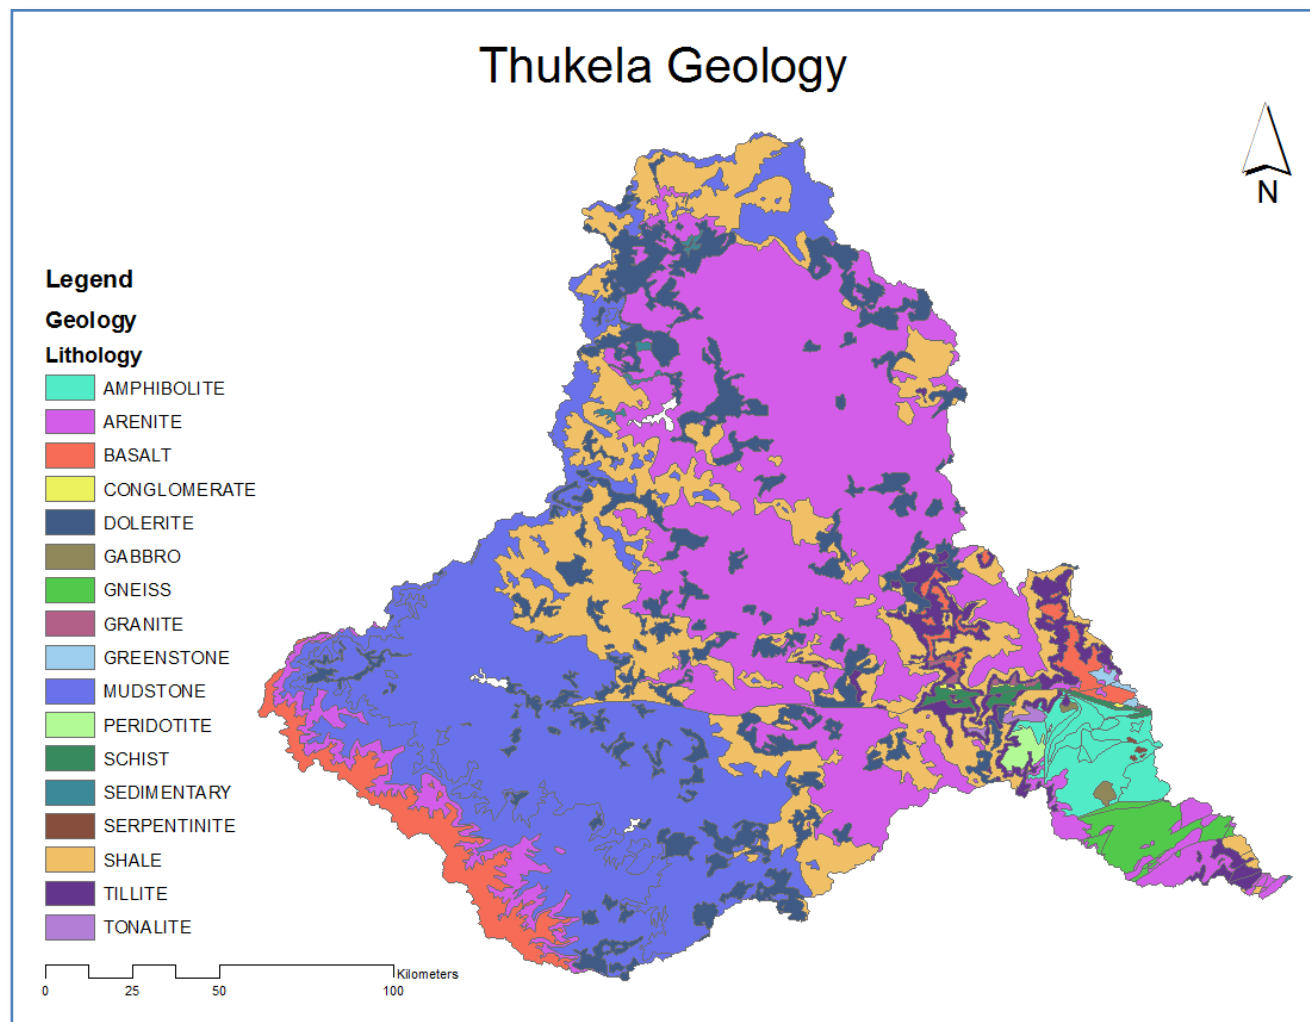 Thukela Geology
N
Legend
Geology
Lithology
AMPHIBOLITE
ARENITE
BASALT
CONGLOMERATE
DOLERITE
GABBRO
GNEISS
GRANITE
GREENSTONE
MUDSTONE
PERIDOTITE
SCHIST
SEDIMENTARY
SERPENTINITE
SHALE
TILLITE
TONALITE
Kilometers
0 25 50 100